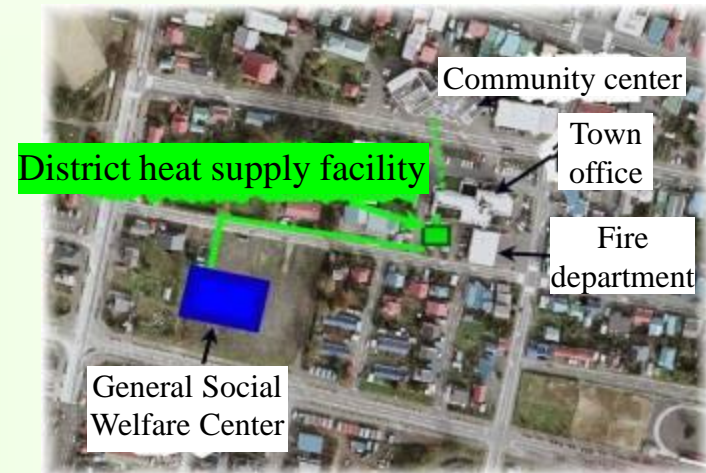 Community center
Town
office
District heat supply facility
Fire
department
General Social
Welfare Center